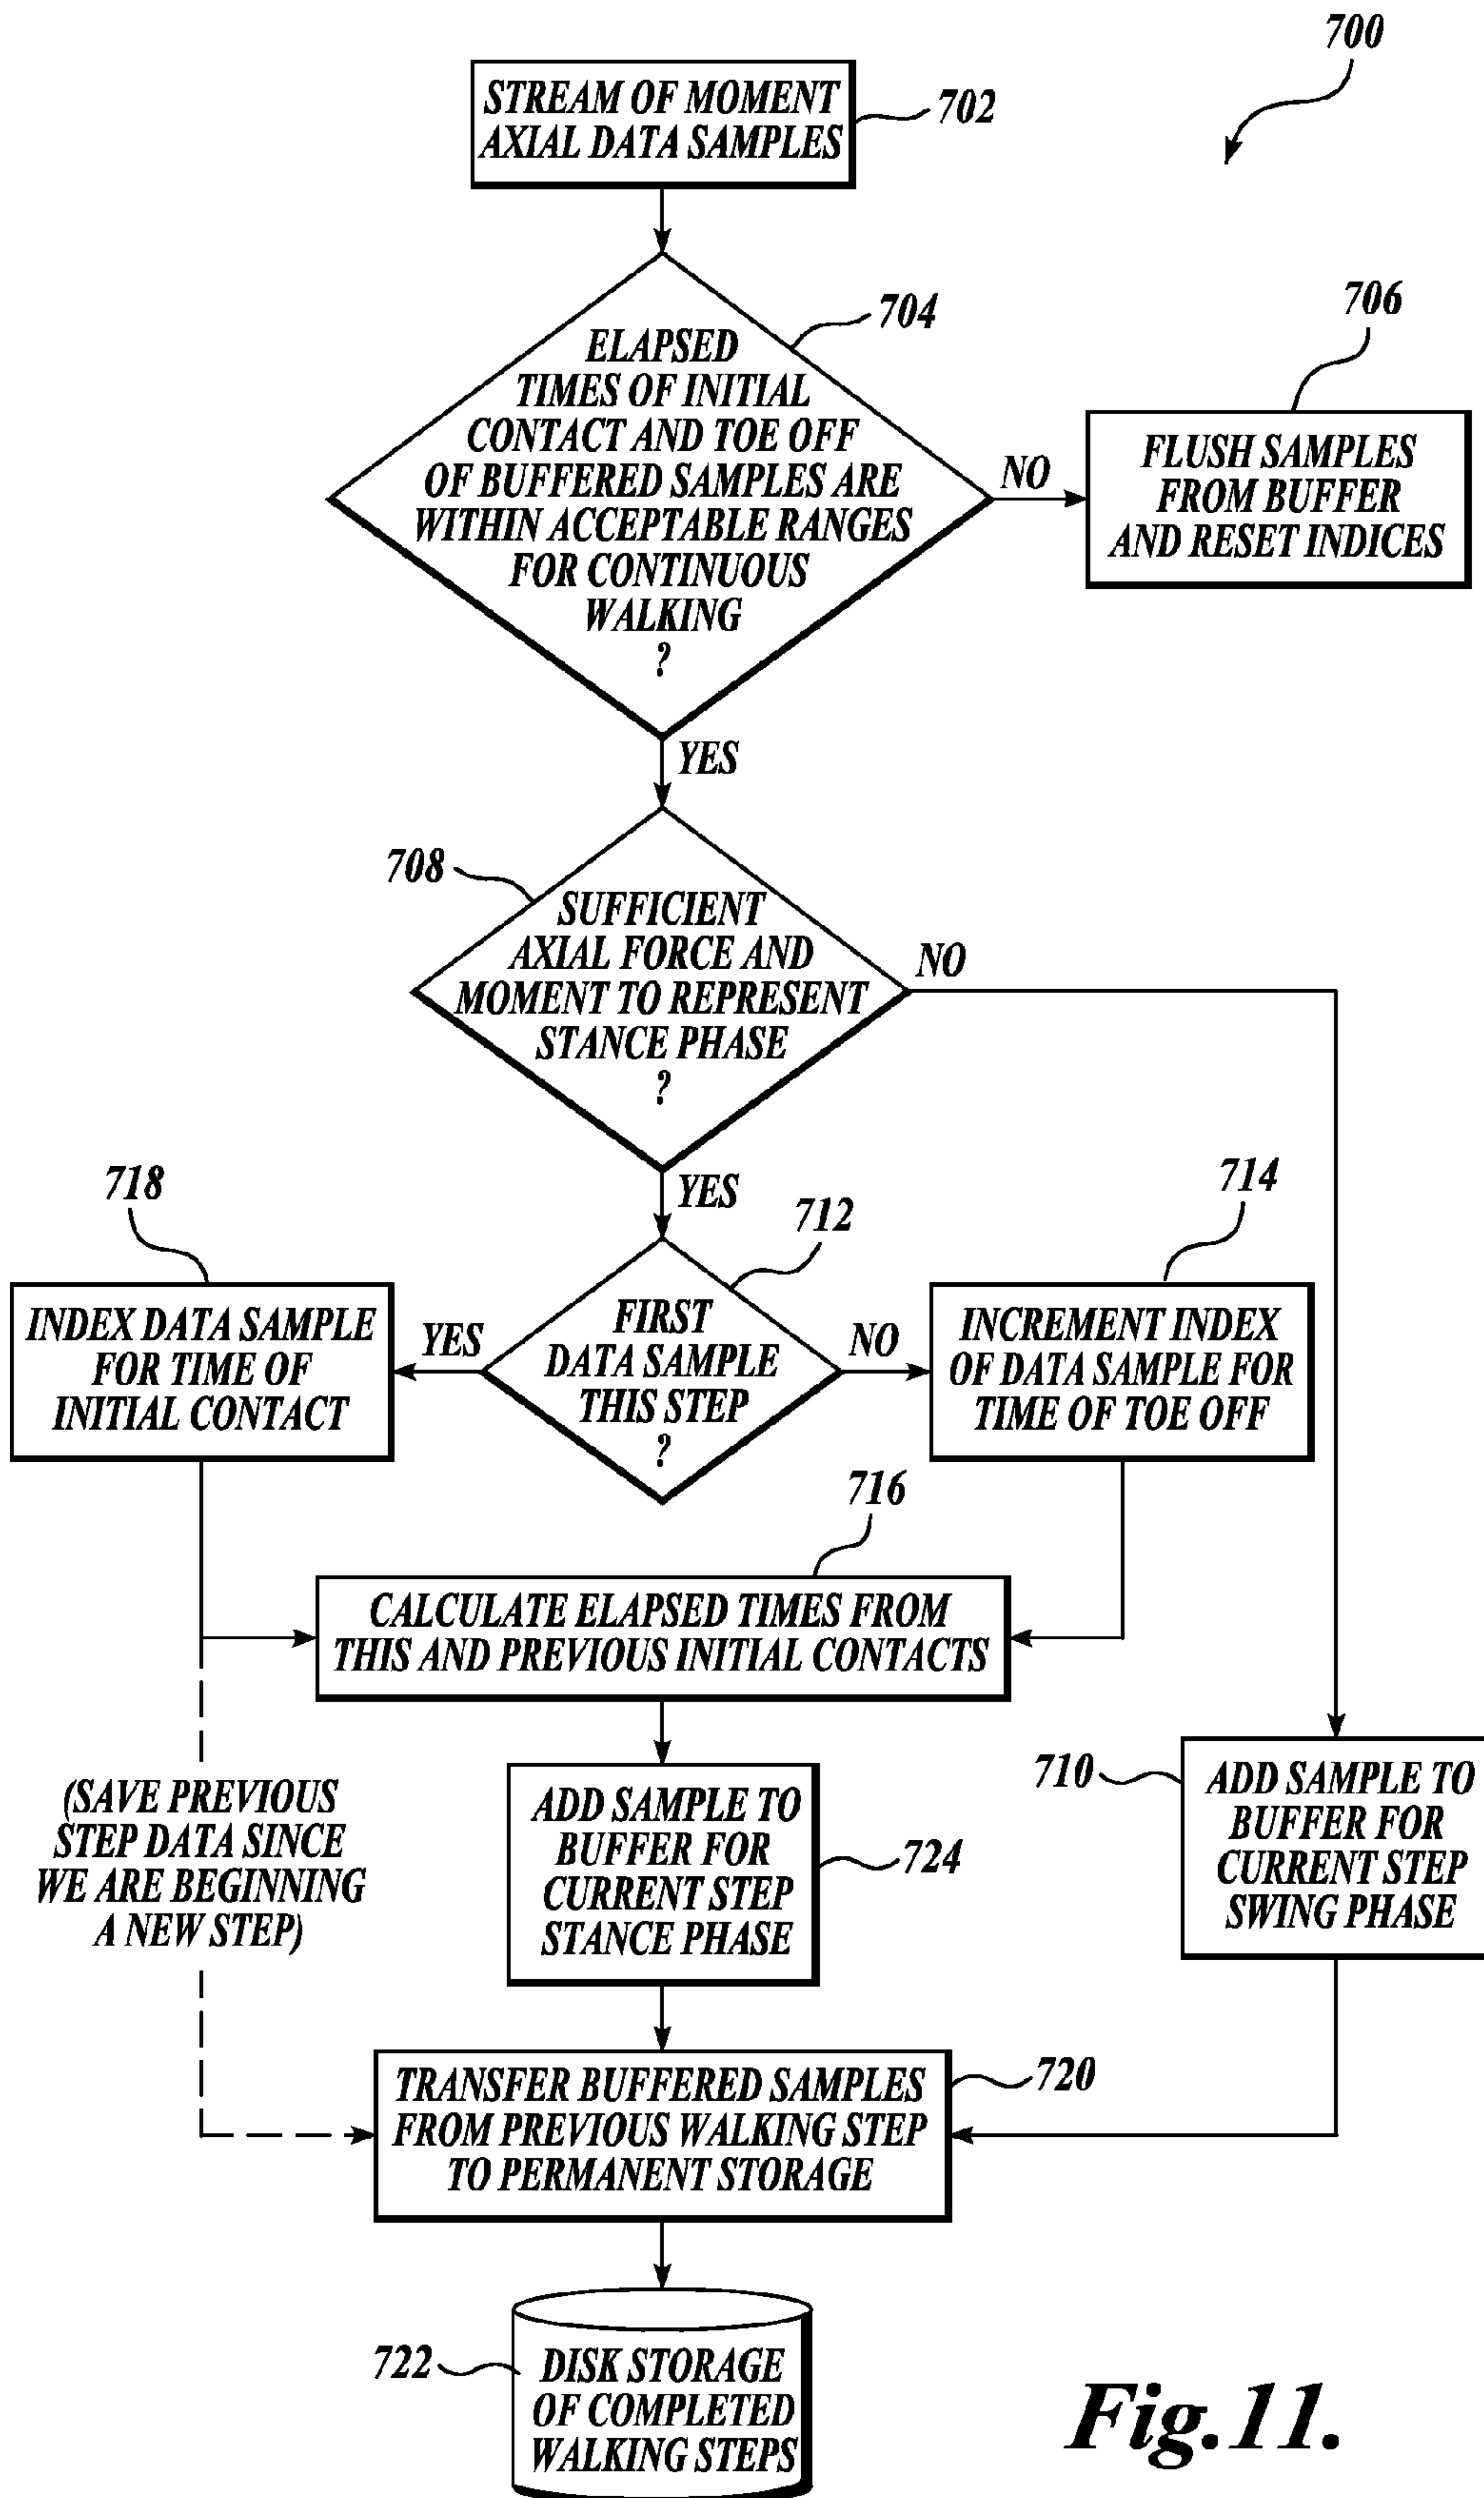 700
STREAM OF MOMENT
AXIAL DATA SAMPLES
702
704
ELAPSED
TIMES OF INITIAL
CONTACT AND TOE OFF
OF BUFFERED SAMPLES ARE
WITHIN ACCEPTABLE RANGES
FOR CONTINUOUS
WALKING
?
NO
706
FLUSH SAMPLES
FROM BUFFER
AND RESET INDICES
YES
708
SUFFICIENT
AXIAL FORCE AND
MOMENT TO REPRESENT
STANCE PHASE
?
NO
YES
712
FIRST
DATA SAMPLE
THIS STEP
?
YES
NO
718
INDEX DATA SAMPLE
FOR TIME OF
INITIAL CONTACT
714
INCREMENT INDEX
OF DATA SAMPLE FOR
TIME OF TOE OFF
716
CALCULATE ELAPSED TIMES FROM
THIS AND PREVIOUS INITIAL CONTACTS
(SAVE PREVIOUS
STEP DATA SINCE
WE ARE BEGINNING
A NEW STEP)
ADD SAMPLE TO
BUFFER FOR
CURRENT STEP
STANCE PHASE
724
710
ADD SAMPLE TO
BUFFER FOR
CURRENT STEP
SWING PHASE
TRANSFER BUFFERED SAMPLES
FROM PREVIOUS WALKING STEP
TO PERMANENT STORAGE
720
722
DISK STORAGE
OF COMPLETED
WALKING STEPS
Fig.11.